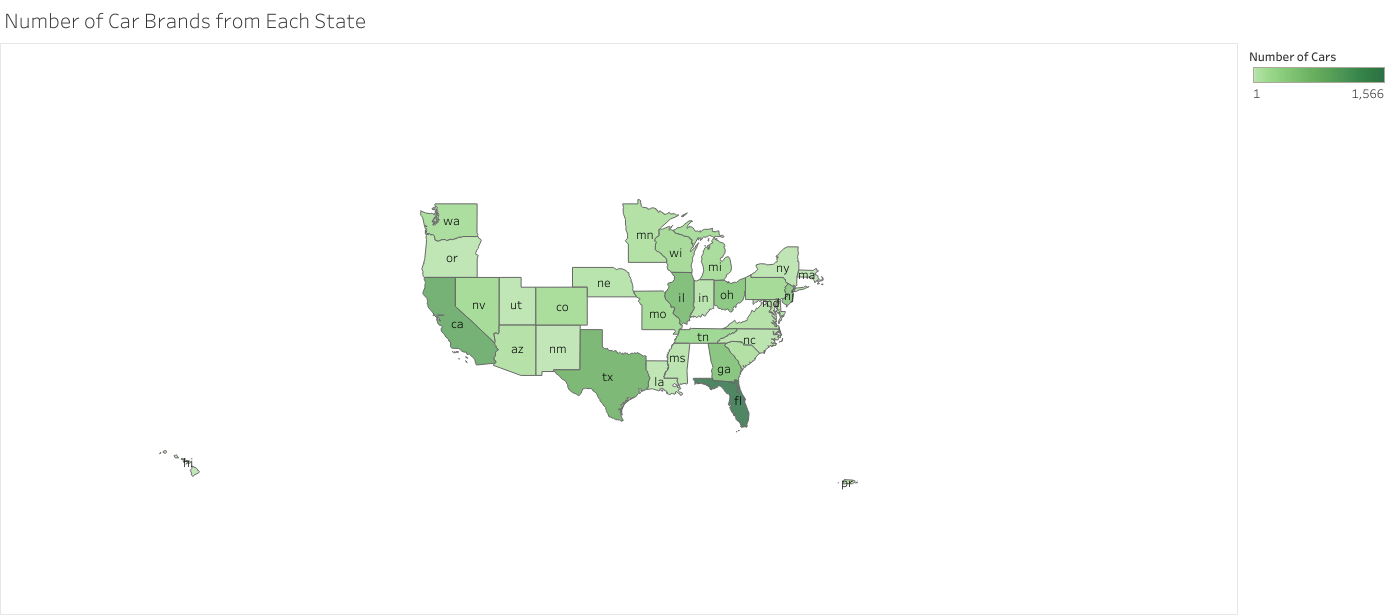 Number of Car Brands from Each State
Number of Cars
1 1,566
wa
mn
or
wi
mi
ny
ma
ne
nv
ut
co
il
in
oh
nj
md
mo
ca
az
nm
tn
nc
ms
tx
la
ga
fl
hi
pr